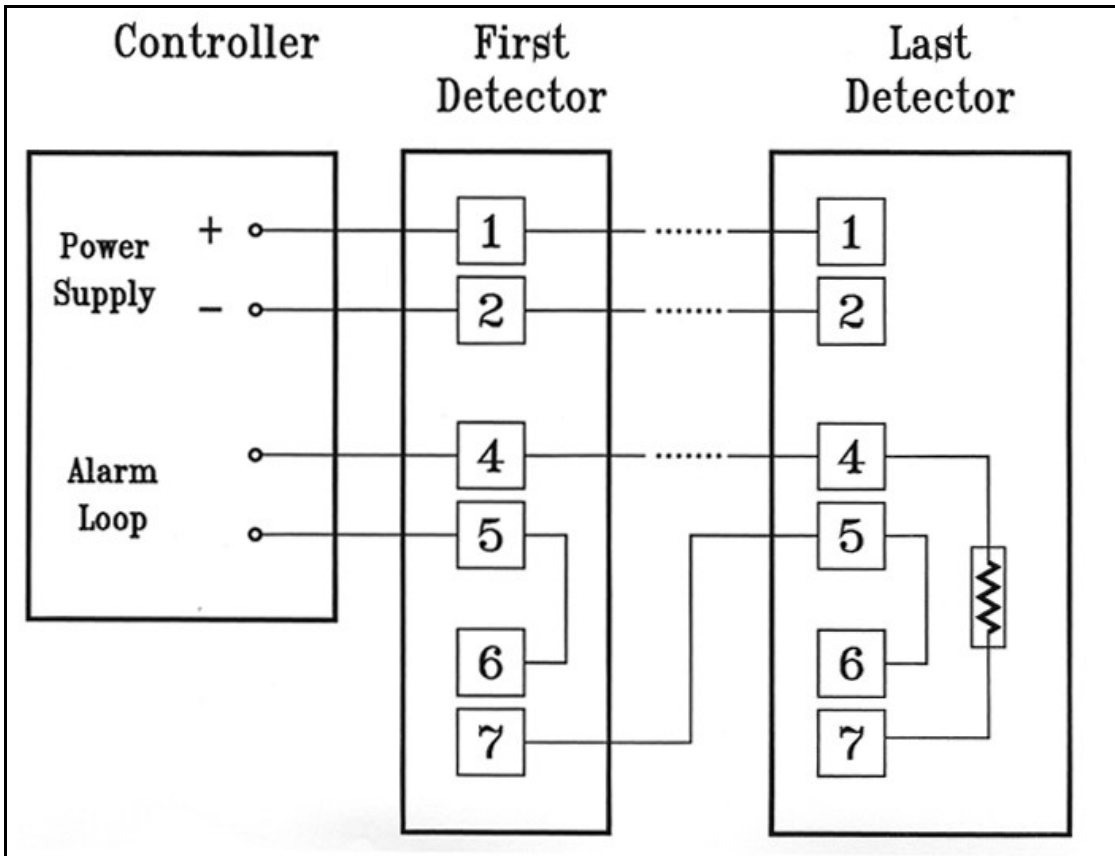 Controller
First
Detector
Last
Detector
Power
Supply
+
−
Alarm
Loop
1
2
4
5
6
7
1
2
4
5
6
7